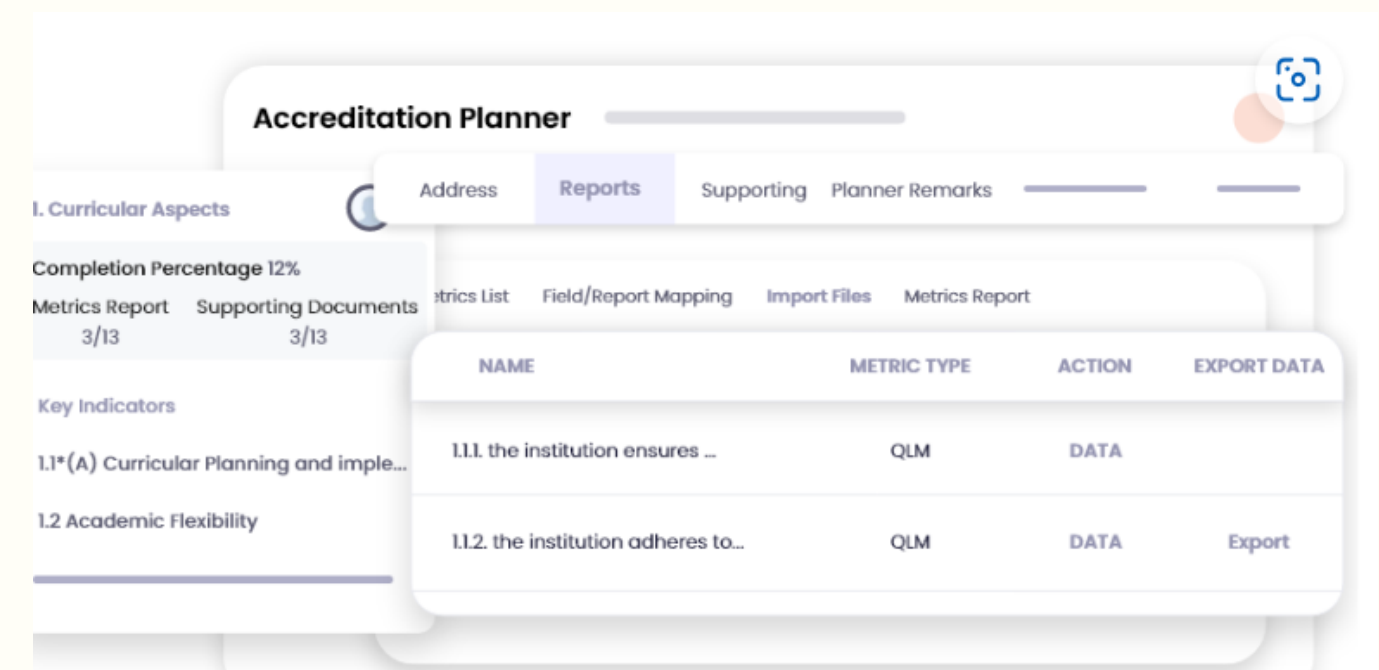 Accreditation Planner
Address Reports Supporting Planner Remarks
1. Curricular Aspects
Completion Percentage 12%
Metrics Report Supporting Documents
3/13 3/13
Key Indicators
1.1*(A) Curricular Planning and imple...
1.2 Academic Flexibility
etrics List Field/Report Mapping Import Files Metrics Report
NAME METRIC TYPE ACTION EXPORT DATA
1.1.1. the institution ensures ... QLM DATA
1.1.2. the institution adheres to... QLM DATA Export